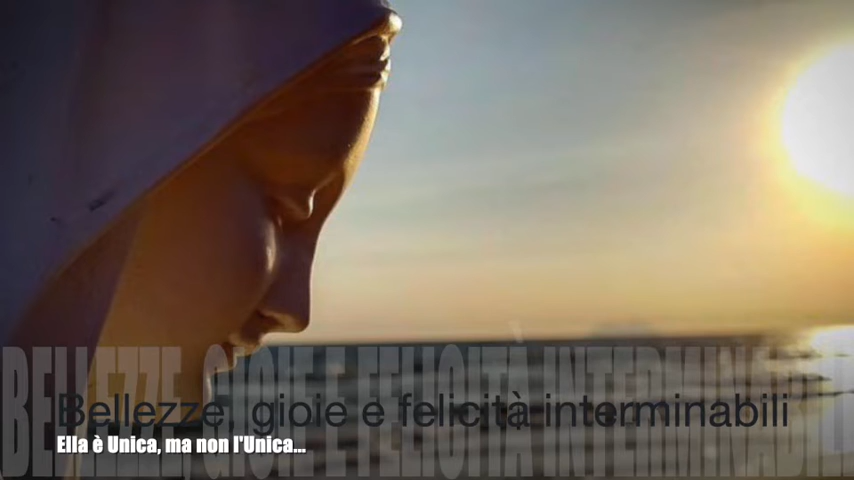 BELLEZZE, GIOIE E FELICITÀ INTERMINABILI
Bellezze, gioie e felicità interminabili
Ella è Unica, ma non l'Unica...